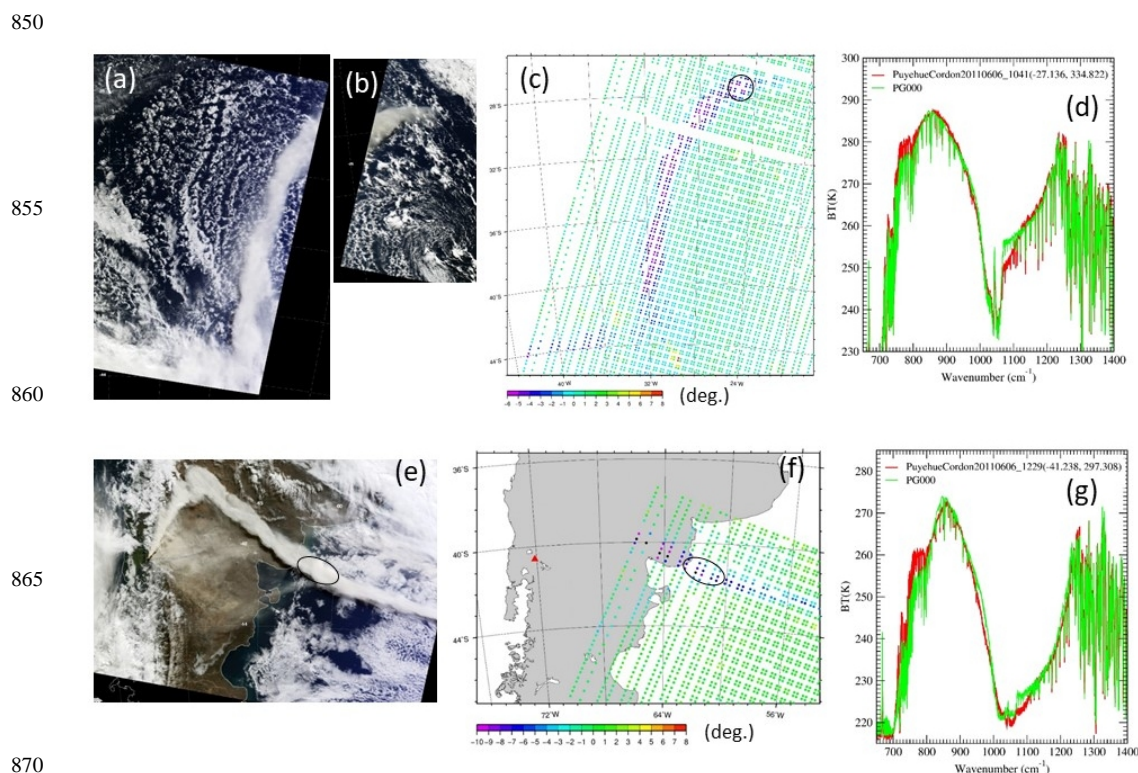 850
(a)
(b)
(c)
28°S
32°S
36°S
40°S
44°S
40°W
32°W
24°W
-6 -5 -4 -3 -2 -1 0 1 2 3 4 5 6 7 8
(deg.)
300
290
280
270
260
250
240
230
BT(K)
PuyehueCordon20110606_1041(-27.136, 334.822)
PG000
(d)
700 800 900 1000 1100 1200 1300 1400
Wavenumber (cm-1)
855
860
(e)
(f)
36°S
40°S
44°S
72°W
64°W
56°W
-10 -9 -8 -7 -6 -5 -4 -3 -2 -1 0 1 2 3 4 5 6 7 8
(deg.)
280
270
260
250
240
230
220
BT(K)
PuyehueCordon20110606_1229(-41.238, 297.308)
PG000
(g)
700 800 900 1000 1100 1200 1300 1400
Wavenumber (cm-1)
865
870